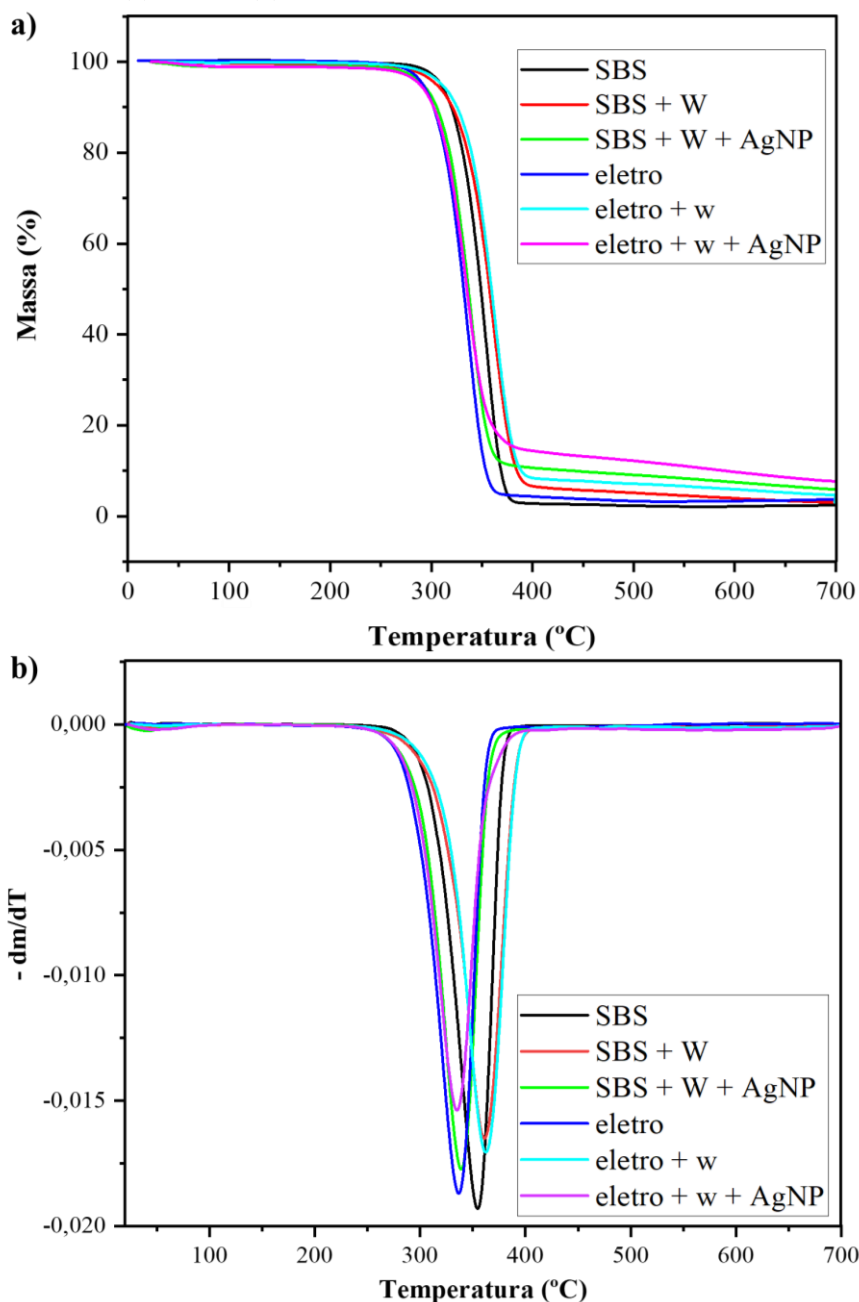 a)
100
80
60
40
20
0
Massa (%)
SBS
SBS + W
SBS + W + AgNP
eletro
eletro + w
eletro + w + AgNP
0 100 200 300 400 500 600 700
Temperatura (ºC)
b)
0,000
-0,005
-0,010
-0,015
-0,020
- dm/dT
SBS
SBS + W
SBS + W + AgNP
eletro
eletro + w
eletro + w + AgNP
100 200 300 400 500 600 700
Temperatura (ºC)